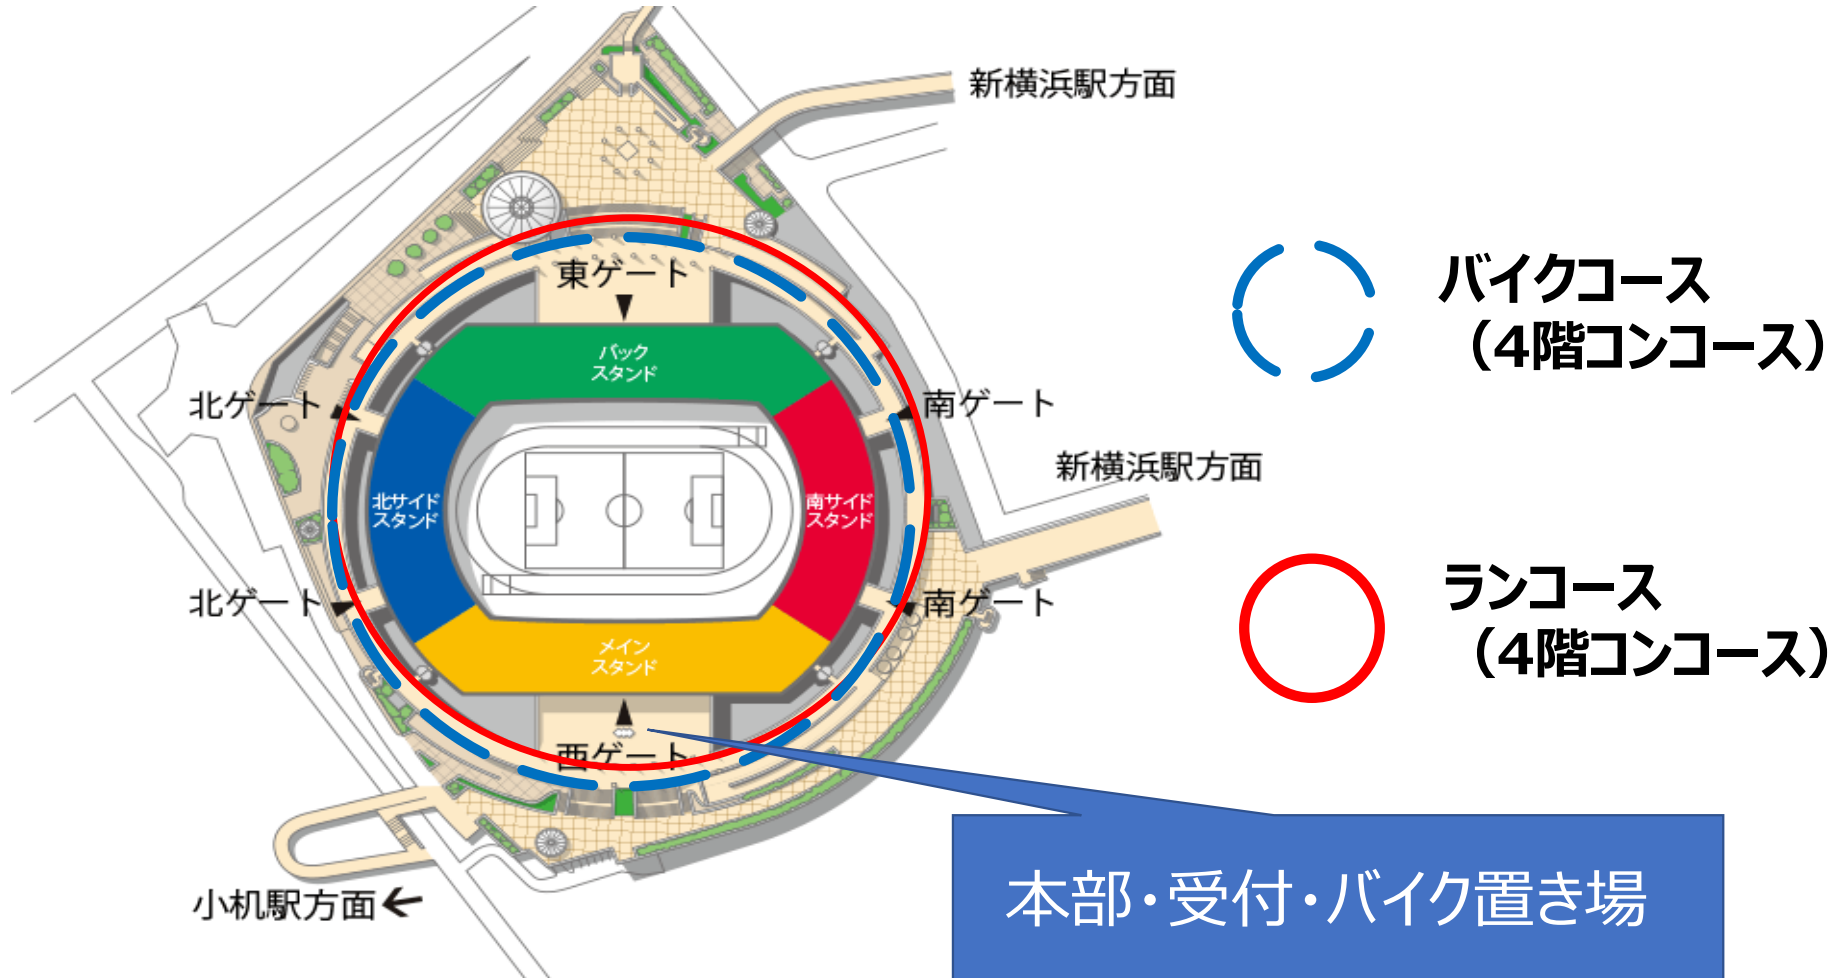 新横浜駅方面
東ゲート
バック
スタンド
北ゲート
南ゲート
新横浜駅方面
北サイド
スタンド
南サイド
スタンド
北ゲート
南ゲート
メイン
スタンド
西ゲート
小机駅方面
バイクコース
（4階コンコース）
ランコース
（4階コンコース）
本部・受付・バイク置き場